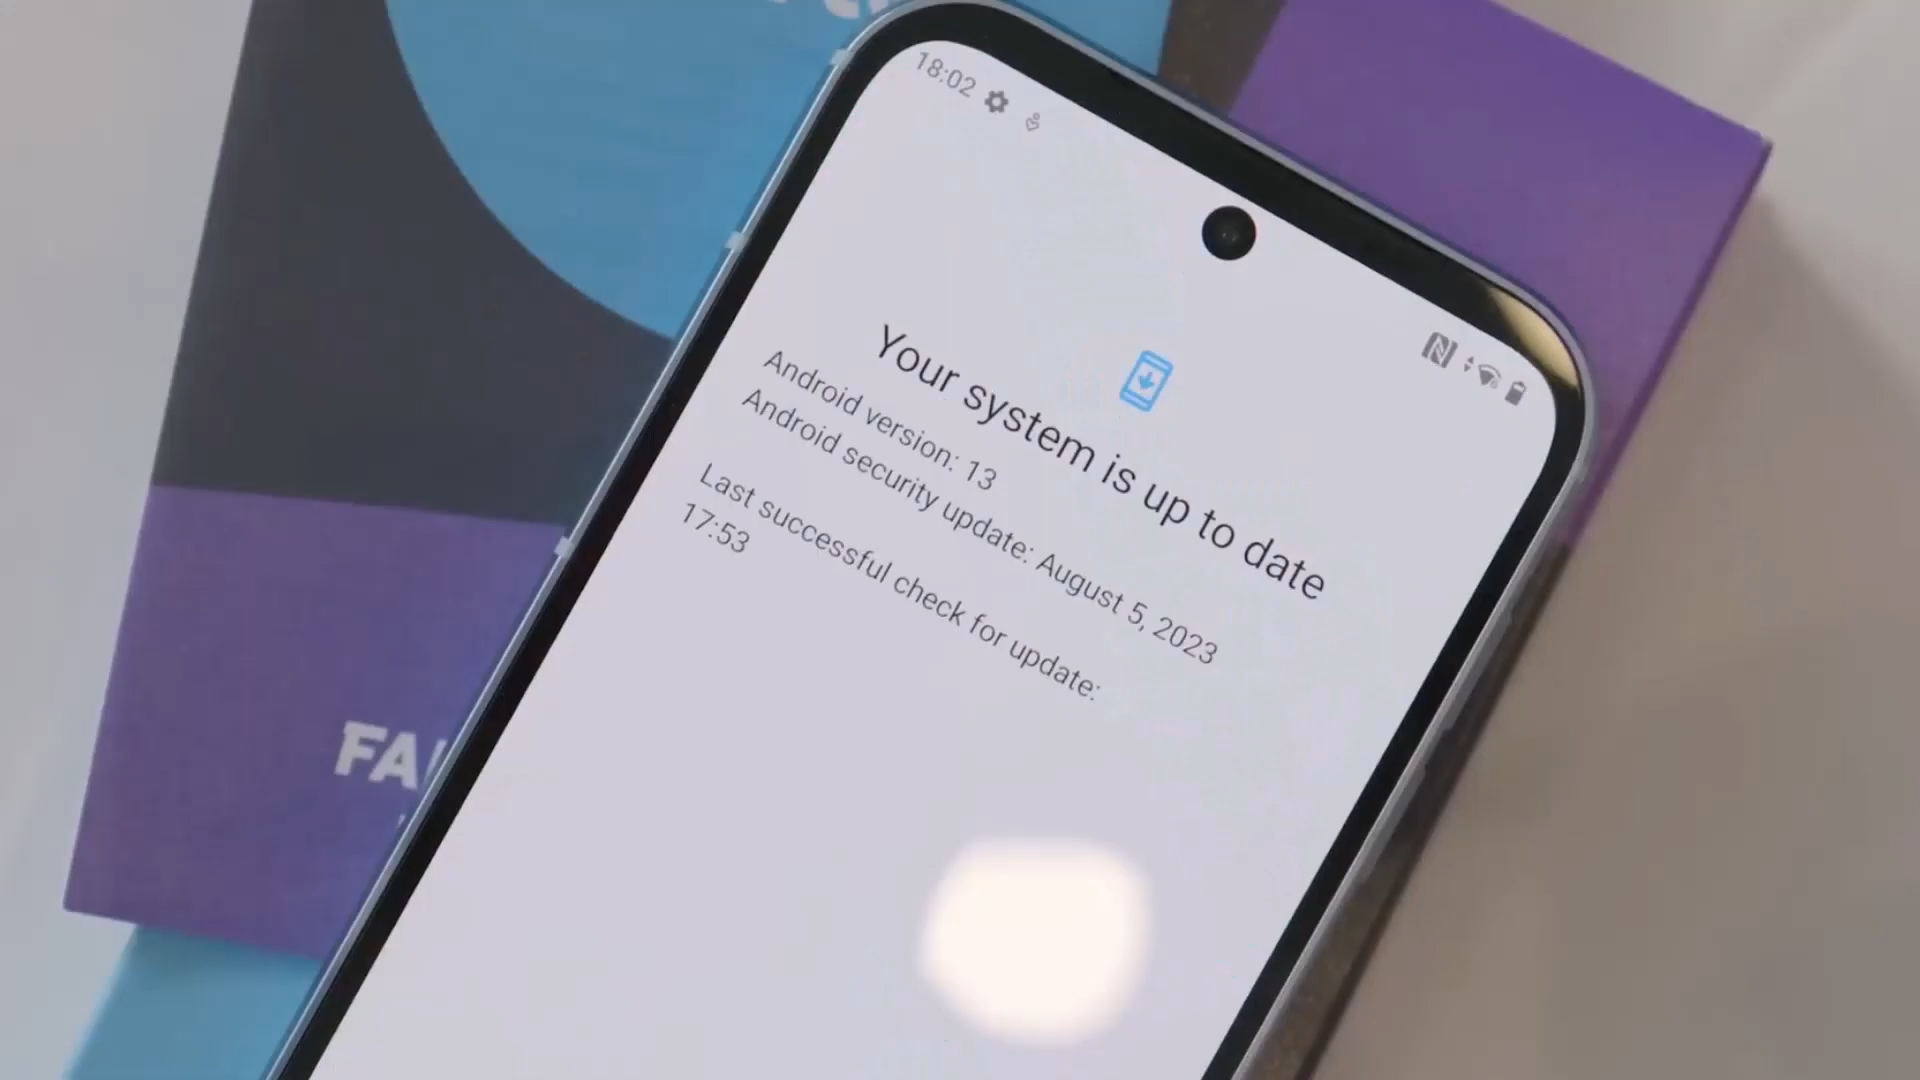 18:02
Your system is up to date
Android version: 13
Android security update: August 5, 2023
Last successful check for update:
17:53
FA